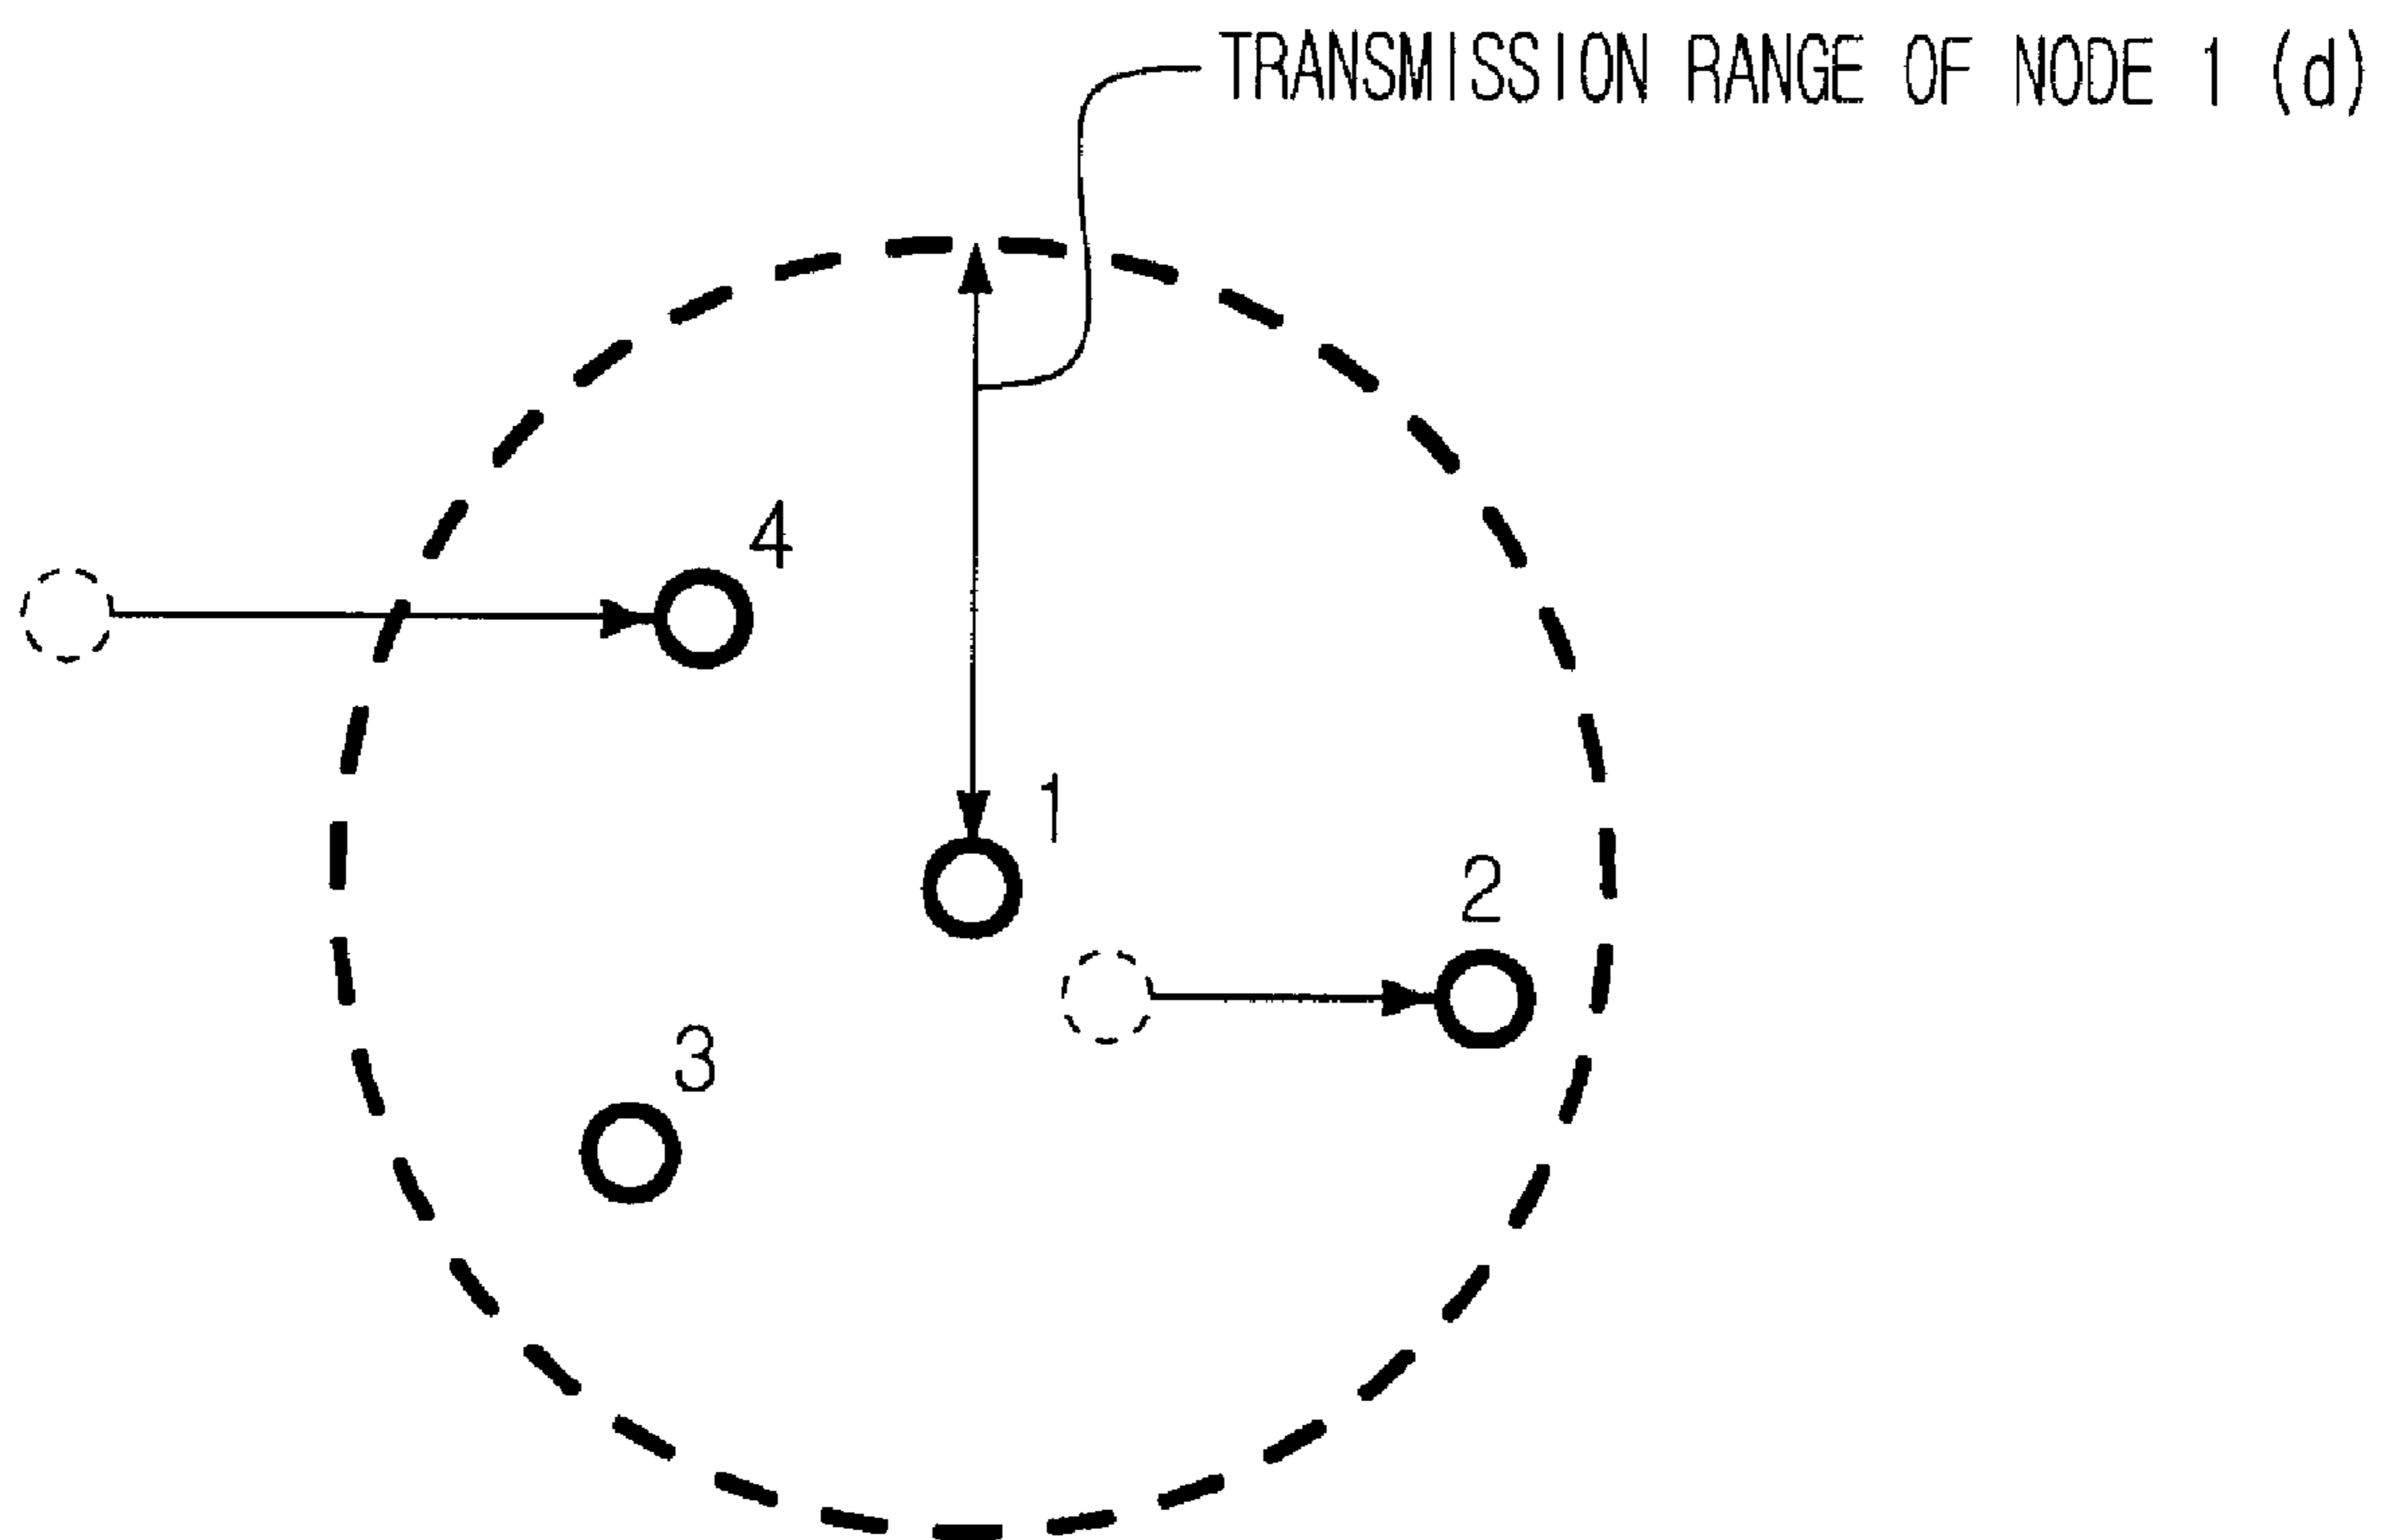 TRANSMISSION RANGE OF NODE 1 (d)
4
1
2
3